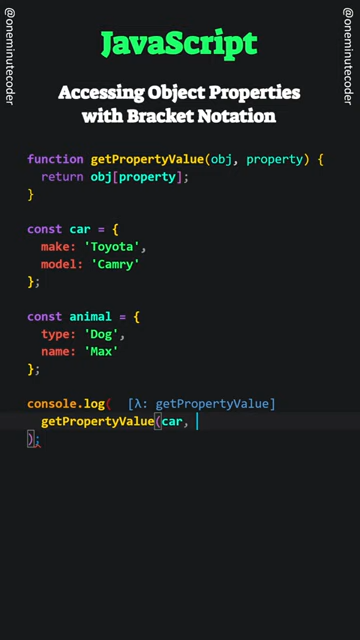 @oneminutecoder
@oneminutecoder
JavaScript
Accessing Object Properties
with Bracket Notation
function getPropertyValue(obj, property) {
  return obj[property];
}
const car = {
  make: 'Toyota',
  model: 'Camry'
};
const animal = {
  type: 'Dog',
  name: 'Max'
};
console.log(  [λ: getPropertyValue]
  getPropertyValue(car,
);